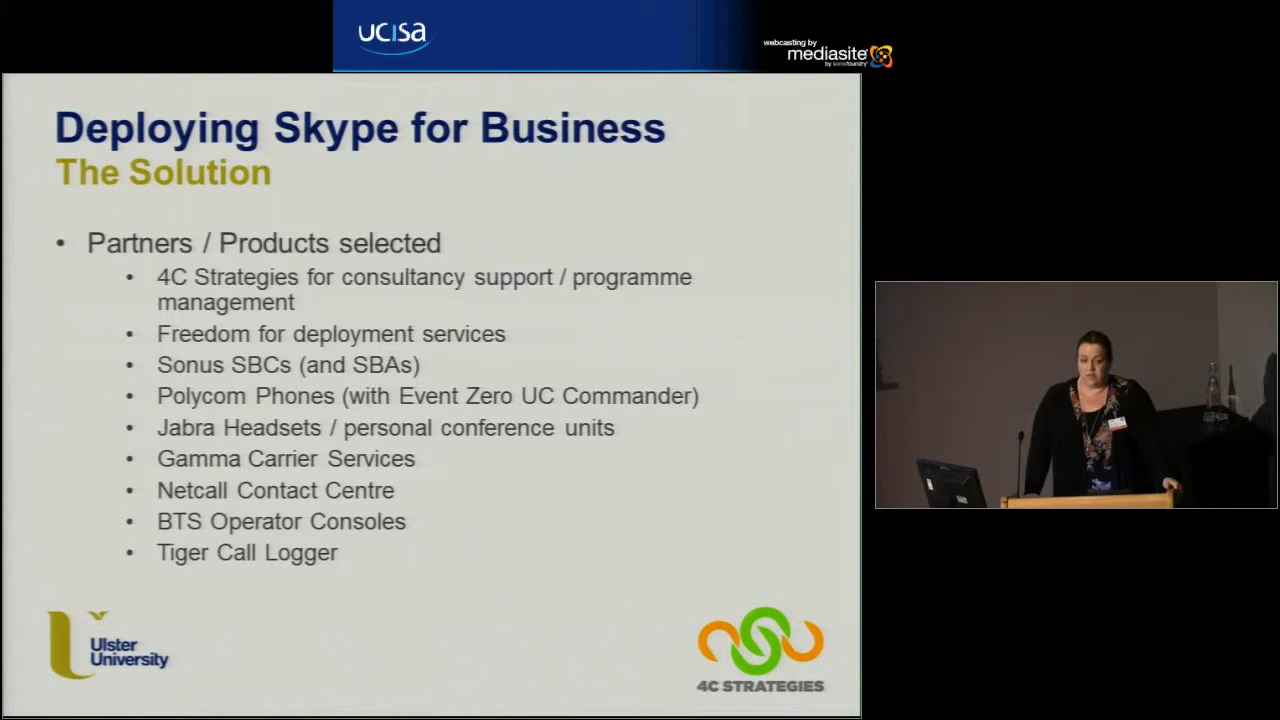 ucisa
webcasting by
mediasite
by sonicfoundry
Deploying Skype for Business
The Solution
• Partners / Products selected
• 4C Strategies for consultancy support / programme
management
• Freedom for deployment services
• Sonus SBCs (and SBAs)
• Polycom Phones (with Event Zero UC Commander)
• Jabra Headsets / personal conference units
• Gamma Carrier Services
• Netcall Contact Centre
• BTS Operator Consoles
• Tiger Call Logger
Ulster
University
4C STRATEGIES